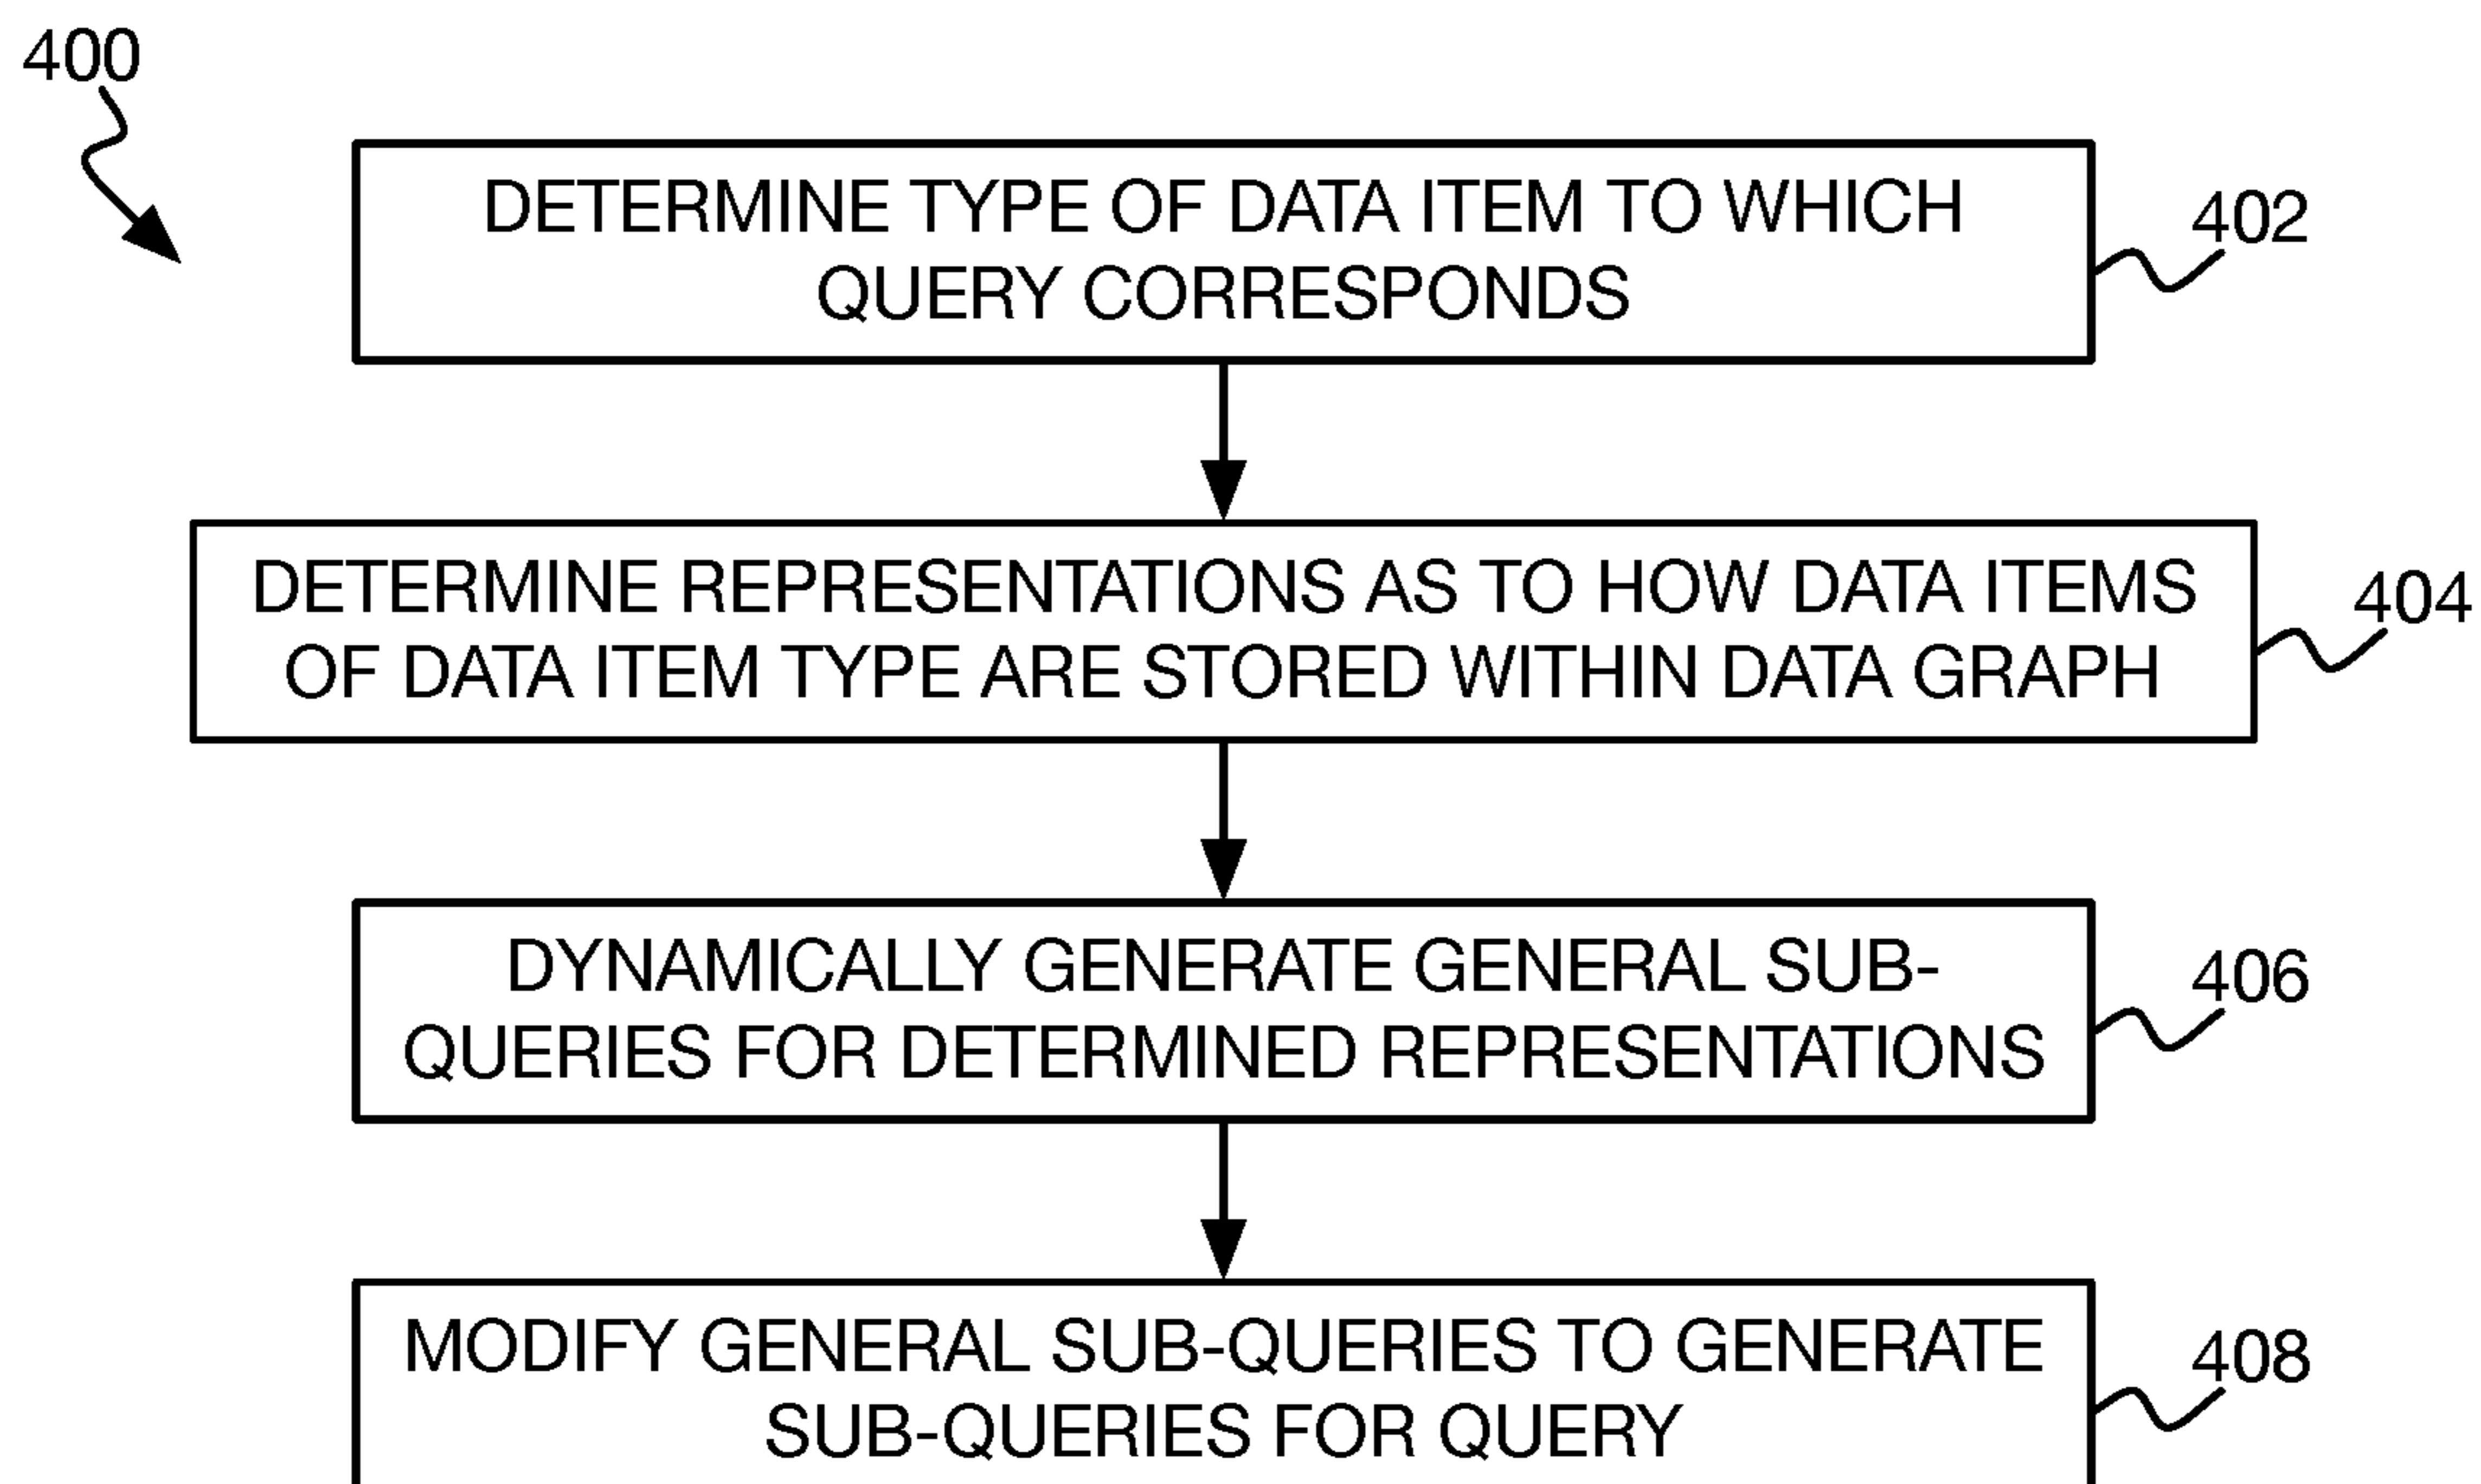 400
DETERMINE TYPE OF DATA ITEM TO WHICH
QUERY CORRESPONDS
402
DETERMINE REPRESENTATIONS AS TO HOW DATA ITEMS
OF DATA ITEM TYPE ARE STORED WITHIN DATA GRAPH
404
DYNAMICALLY GENERATE GENERAL SUB-
QUERIES FOR DETERMINED REPRESENTATIONS
406
MODIFY GENERAL SUB-QUERIES TO GENERATE
SUB-QUERIES FOR QUERY
408